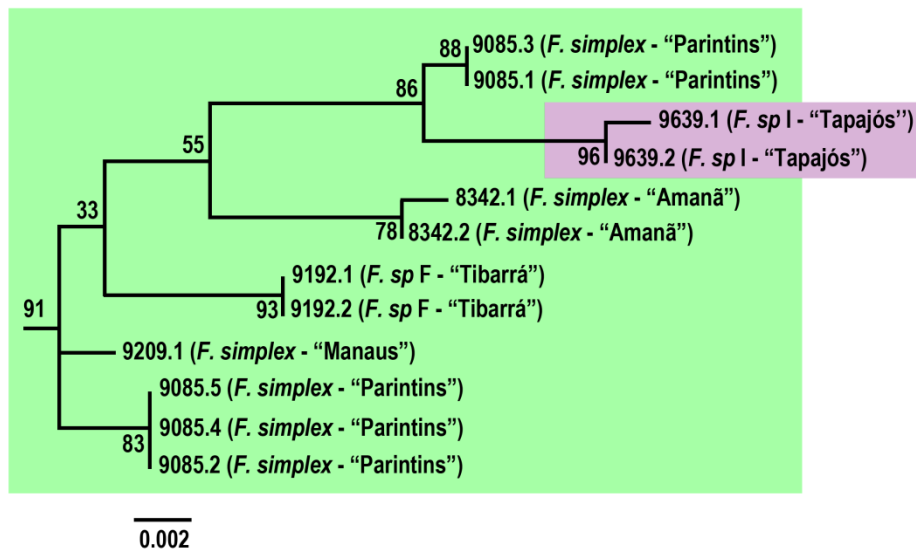 88
9085.3 (F. simplex - “Parintins”)
86
9085.1 (F. simplex - “Parintins”)
9639.1 (F. sp I - “Tapajós’’)
55
96
9639.2 (F. sp I - “Tapajós”)
8342.1 (F. simplex - “Amanã”)
33
78
8342.2 (F. simplex - “Amanã”)
9192.1 (F. sp F - “Tibarrá”)
91
93
9192.2 (F. sp F - “Tibarrá”)
9209.1 (F. simplex - “Manaus”)
9085.5 (F. simplex - “Parintins”)
9085.4 (F. simplex - “Parintins”)
83
9085.2 (F. simplex - “Parintins”)
0.002